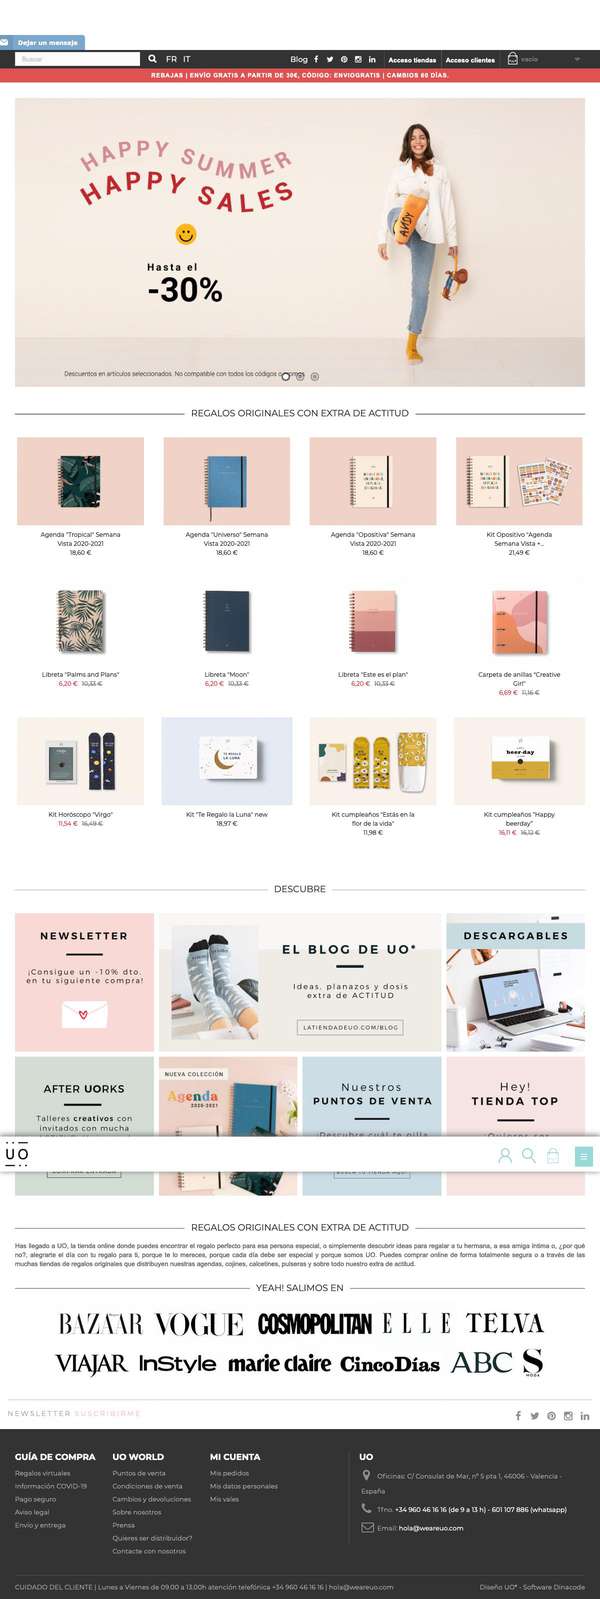 Dejar un mensaje
Buscar
FR IT
Blog
Acceso tiendas
Acceso clientes
vacío
REBAJAS | ENVÍO GRATIS A PARTIR DE 30€, CÓDIGO: ENVIOGRATIS | CAMBIOS 60 DÍAS.
HAPPY SUMMER
HAPPY SALES
Hasta el
-30%
ANDY
Descuentos en artículos seleccionados. No compatible con todos los códigos
REGALOS ORIGINALES CON EXTRA DE ACTITUD
Agenda "Tropical" Semana
Vista 2020-2021
18,60 €
Agenda "Universo" Semana
Vista 2020-2021
18,60 €
Agenda "Opositiva" Semana
Vista 2020-2021
18,60 €
Kit Opositivo "Agenda
Semana Vista +...
21,49 €
Libreta "Palms and Plans"
6,20 € 10,33 €
Libreta "Moon"
6,20 € 10,33 €
Libreta "Este es el plan"
6,20 € 10,33 €
Carpeta de anillas "Creative
Girl"
6,69 € 11,16 €
TE REGALO
LA LUNA
beer-day
Kit Horóscopo "Virgo"
11,54 € 16,49 €
Kit "Te Regalo la Luna" new
18,97 €
Kit cumpleaños "Estás en la
flor de la vida"
11,98 €
Kit cumpleaños "Happy
beerday"
16,11 € 16,12 €
DESCUBRE
NEWSLETTER
¡Consigue un -10% dto.
en tu siguiente compra!
EL BLOG DE UO*
Ideas, planazos y dosis
extra de ACTITUD
LATIENDADEUO.COM/BLOG
DESCARGABLES
AFTER UORKS
Talleres creativos con
invitados con mucha
NUEVA COLECCIÓN
Agenda
2020-2021
Nuestros
PUNTOS DE VENTA
Descubre cuál te pilla
Hey!
TIENDA TOP
Quieres ser
UO
REGALOS ORIGINALES CON EXTRA DE ACTITUD
Has llegado a UO, la tienda online donde puedes encontrar el regalo perfecto para esa persona especial, o simplemente descubrir ideas para regalar a tu hermana, a esa amiga íntima o, ¿por qué
no?, alegrarte el día con tu regalo para ti, porque te lo mereces, porque cada día debe ser especial y porque somos UO. Puedes comprar online de forma totalmente segura o a través de las
muchas tiendas de regalos originales que distribuyen nuestras agendas, cojines, calcetines, pulseras y sobre todo nuestro extra de actitud.
YEAH! SALIMOS EN
BAZAAR VOGUE COSMOPOLITAN ELLE TELVA
VIAJAR InStyle marie claire CincoDías ABC S
MODA
NEWSLETTER SUSCRIBIRME
GUÍA DE COMPRA
Regalos virtuales
Información COVID-19
Pago seguro
Aviso legal
Envío y entrega
UO WORLD
Puntos de venta
Condiciones de venta
Cambios y devoluciones
Sobre nosotros
Prensa
Quieres ser distribuidor?
Contacte con nosotros
MI CUENTA
Mis pedidos
Mis datos personales
Mis vales
UO
Oficinas: C/ Consulat de Mar, nº 5 pta 1, 46006 - Valencia -
España
Tfno. +34 960 46 16 16 (de 9 a 13 h) - 601 107 886 (whatsapp)
Email: hola@weareuo.com
CUIDADO DEL CLIENTE | Lunes a Viernes de 09.00 a 13,00h atención telefónica +34 960 46 16 16 | hola@weareuo.com
Diseño UO* - Software Dinacode